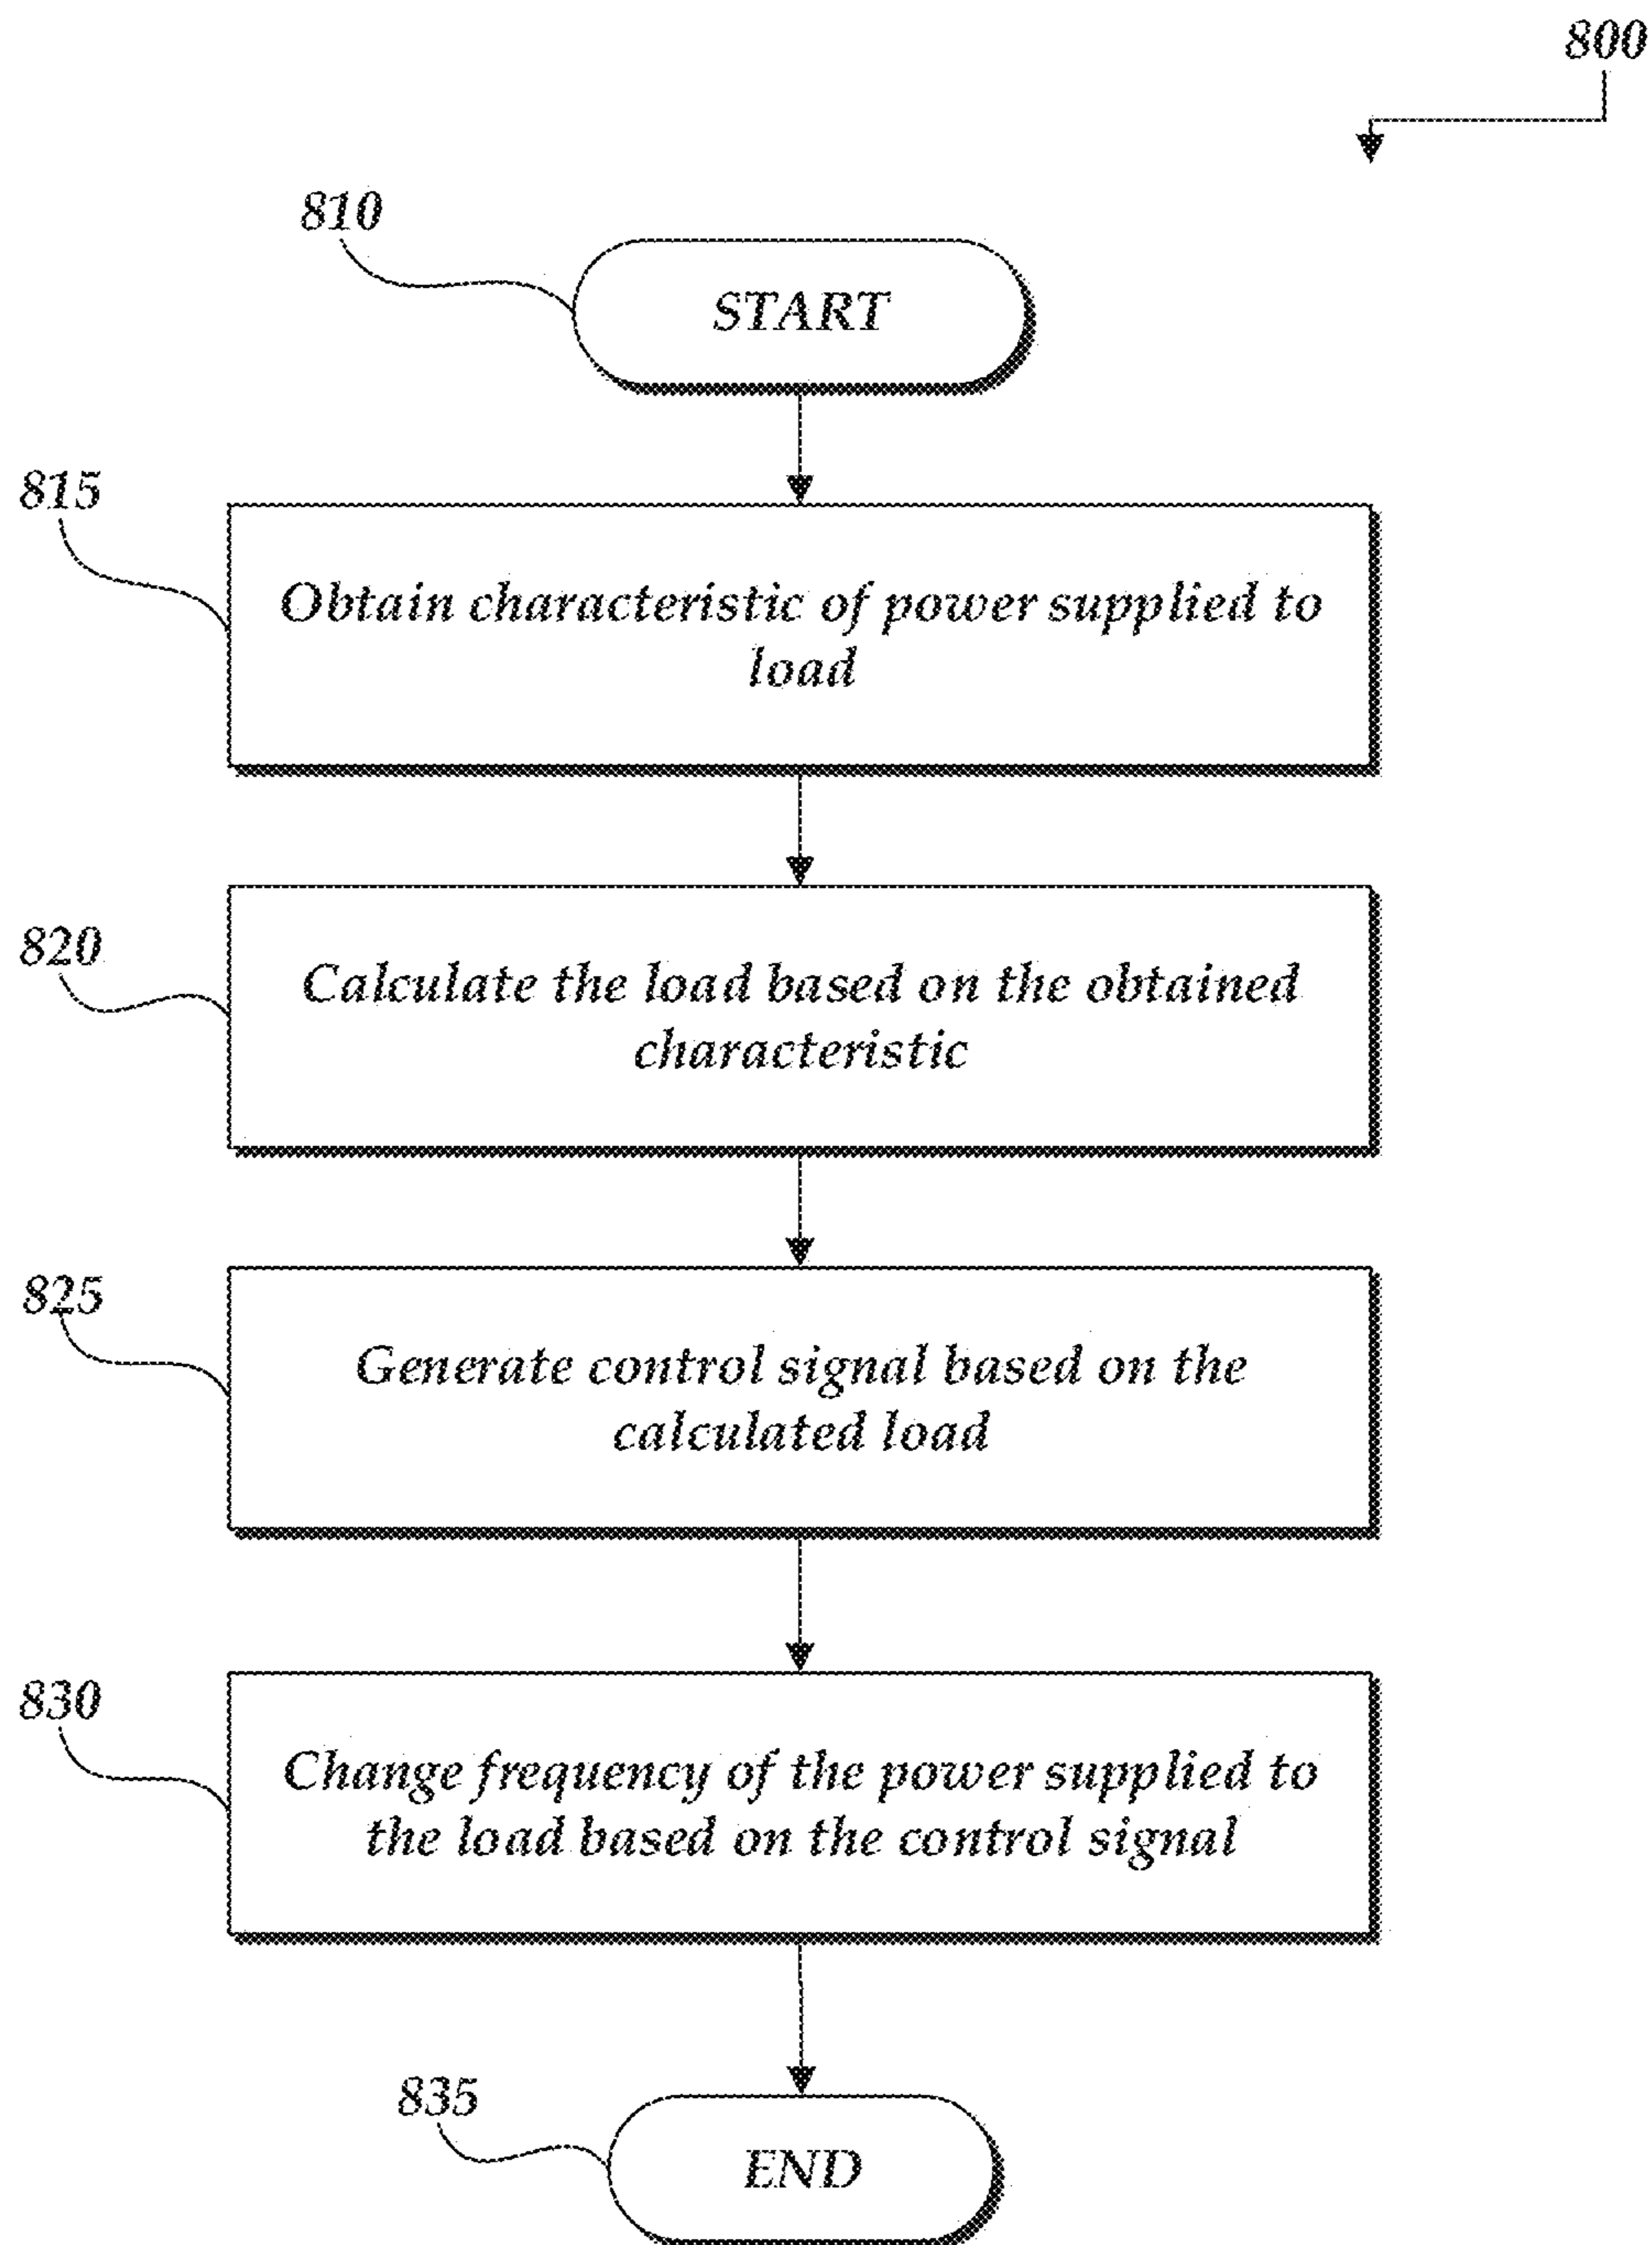 800
810
START
815
Obtain characteristic of power supplied to
load
820
Calculate the load based on the obtained
characteristic
825
Generate control signal based on the
calculated load
830
Change frequency of the power supplied to
the load based on the control signal
835
END